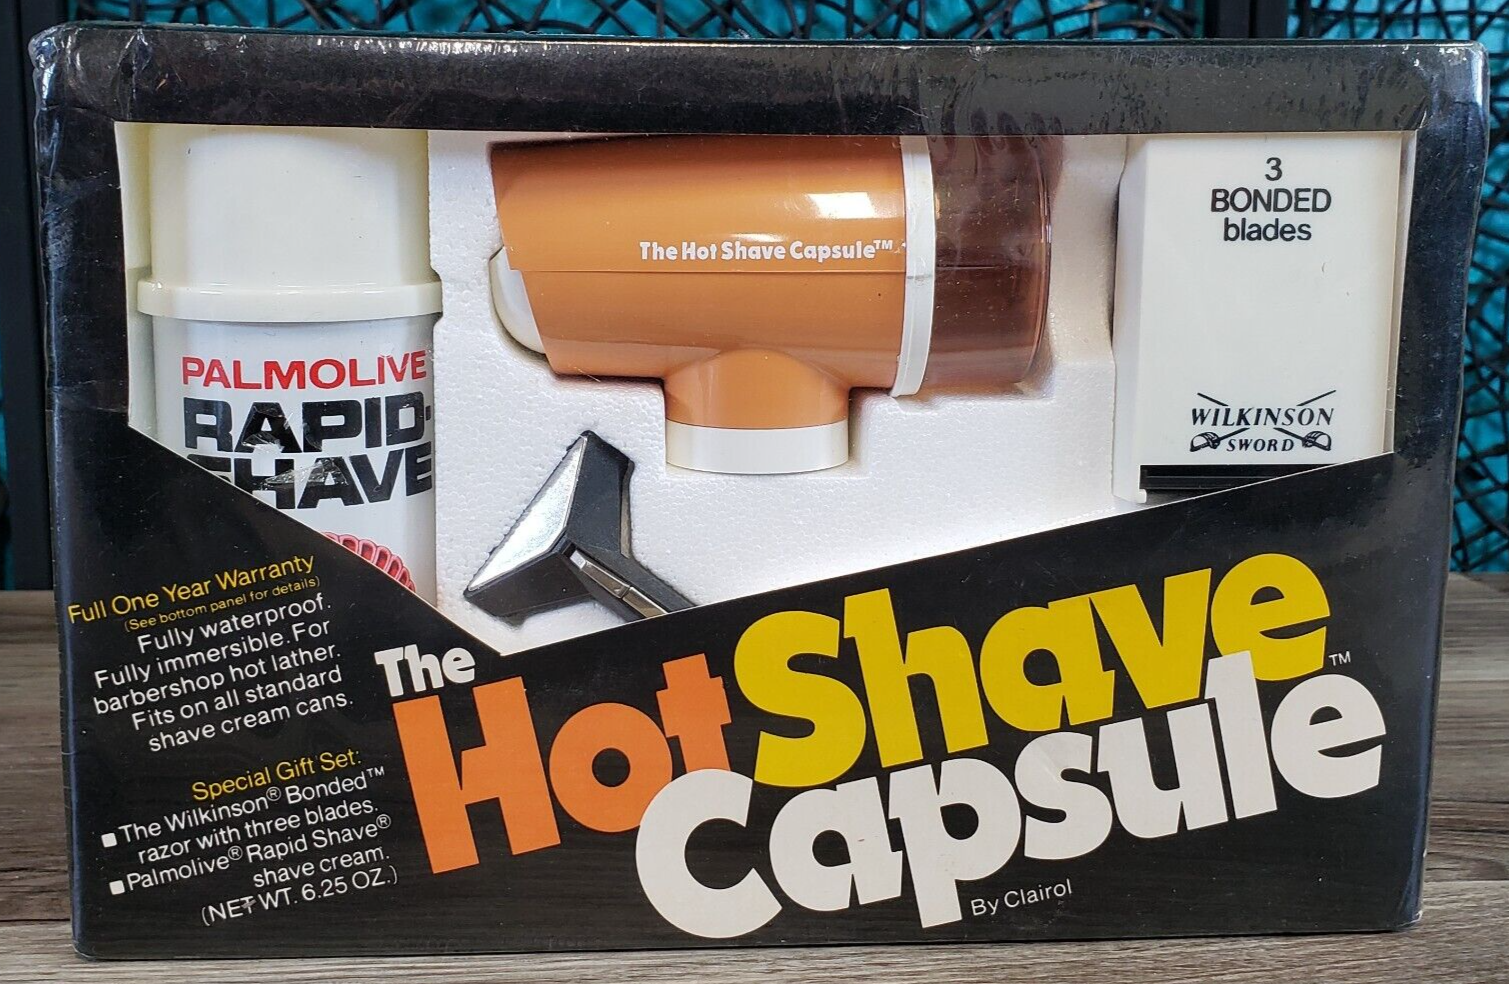 PALMOLIVE
RAPID-
SHAVE
The Hot Shave Capsule™
3
BONDED
blades
WILKINSON
SWORD
Full One Year Warranty
(See bottom panel for details)
Fully waterproof.
Fully immersible. For
barbershop hot lather.
Fits on all standard
shave cream cans.
Special Gift Set:
■ The Wilkinson® Bonded™
razor with three blades.
■ Palmolive® Rapid Shave®
shave cream.
(NET WT. 6.25 OZ.)
The
Hot Shave
Capsule™
By Clairol